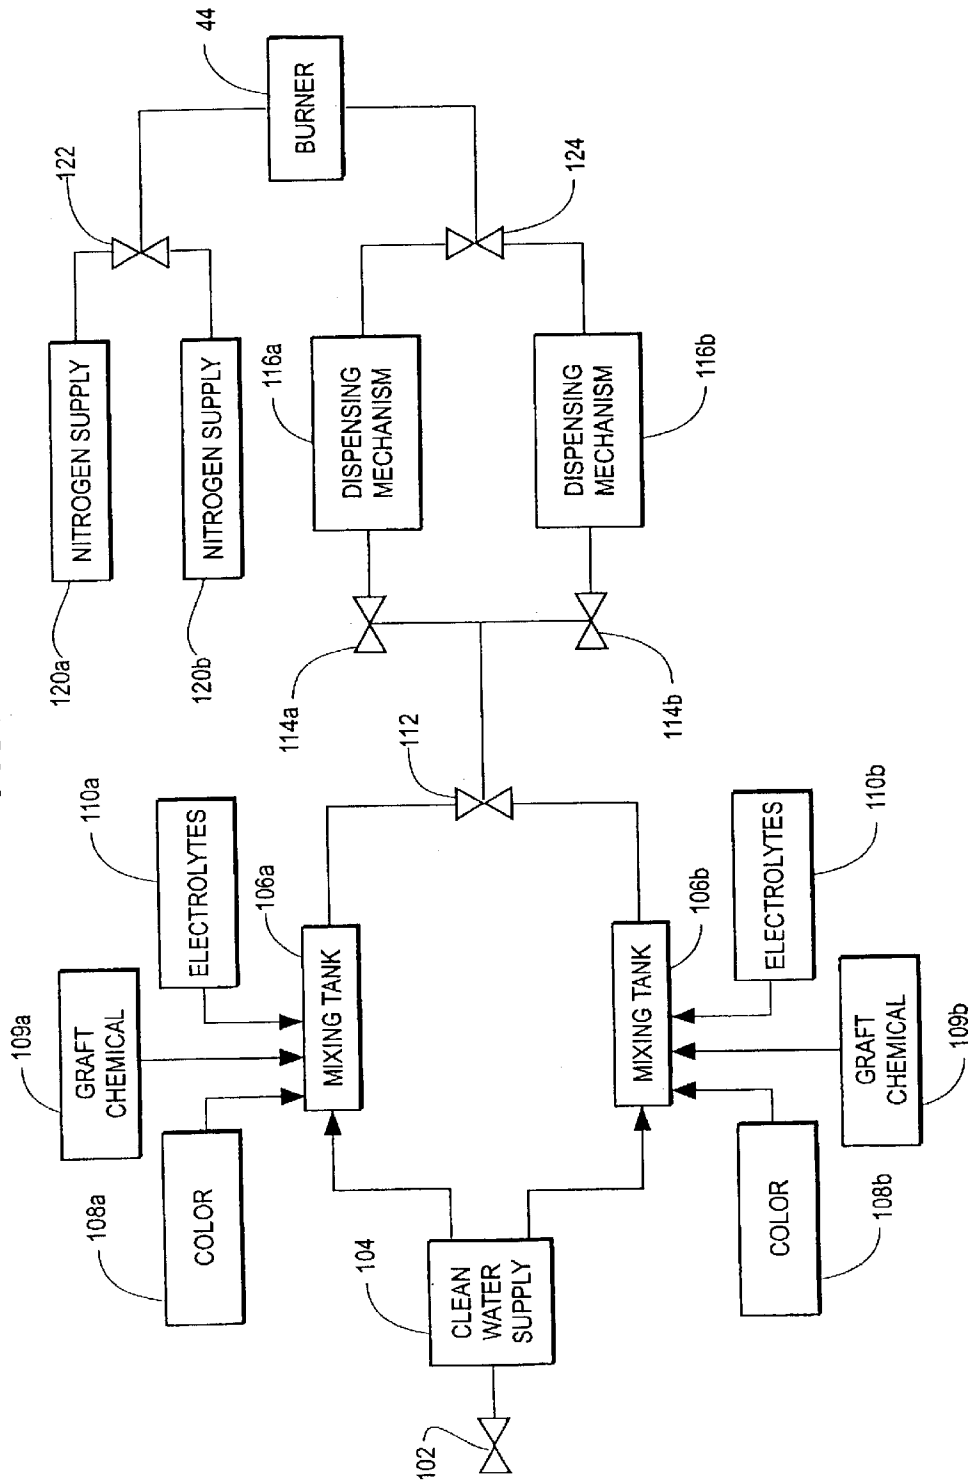 44
BURNER
122
124
NITROGEN SUPPLY
120a
NITROGEN SUPPLY
120b
DISPENSING
MECHANISM
116a
DISPENSING
MECHANISM
116b
114a
114b
112
110a
ELECTROLYTES
109a
GRAFT
CHEMICAL
108a
COLOR
106a
MIXING TANK
106b
MIXING TANK
110b
ELECTROLYTES
109b
GRAFT
CHEMICAL
108b
COLOR
104
CLEAN
WATER
SUPPLY
102